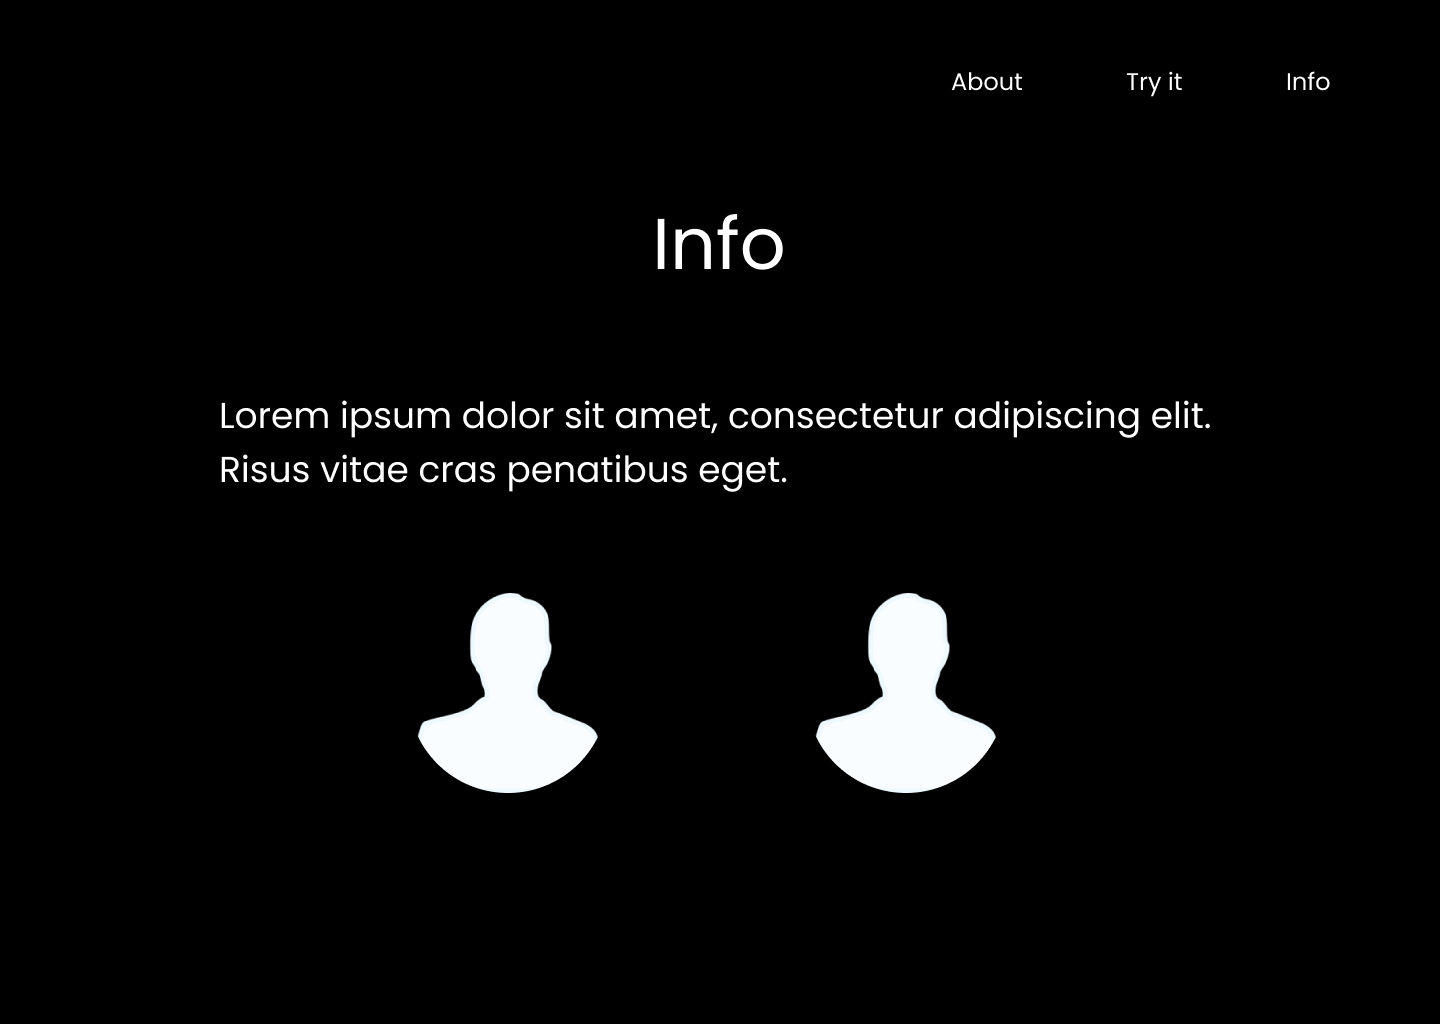 About Try it Info
Info
Lorem ipsum dolor sit amet, consectetur adipiscing elit.
Risus vitae cras penatibus eget.